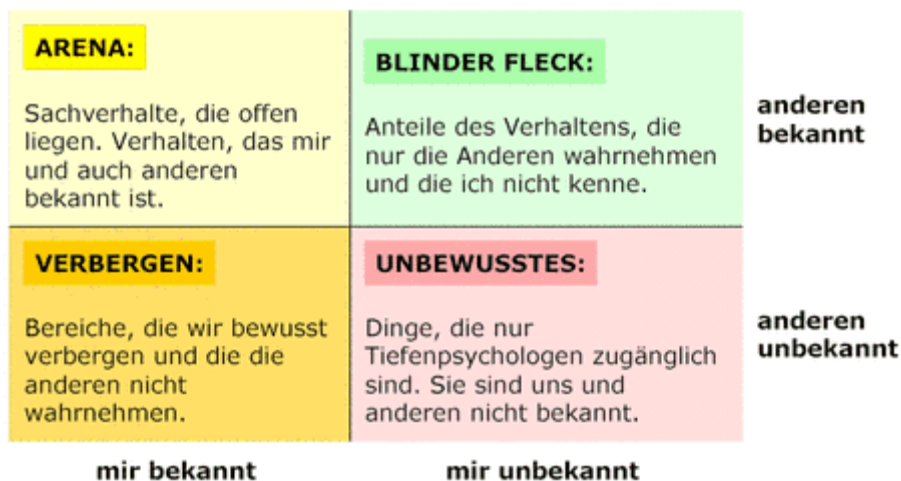 ARENA:
Sachverhalte, die offen
liegen. Verhalten, das mir
und auch anderen
bekannt ist.
BLINDER FLECK:
Anteile des Verhaltens, die
nur die Anderen wahrnehmen
und die ich nicht kenne.
anderen
bekannt
VERBERGEN:
Bereiche, die wir bewusst
verbergen und die die
anderen nicht
wahrnehmen.
UNBEWUSSTES:
Dinge, die nur
Tiefenpsychologen zugänglich
sind. Sie sind uns und
anderen nicht bekannt.
anderen
unbekannt
mir bekannt
mir unbekannt